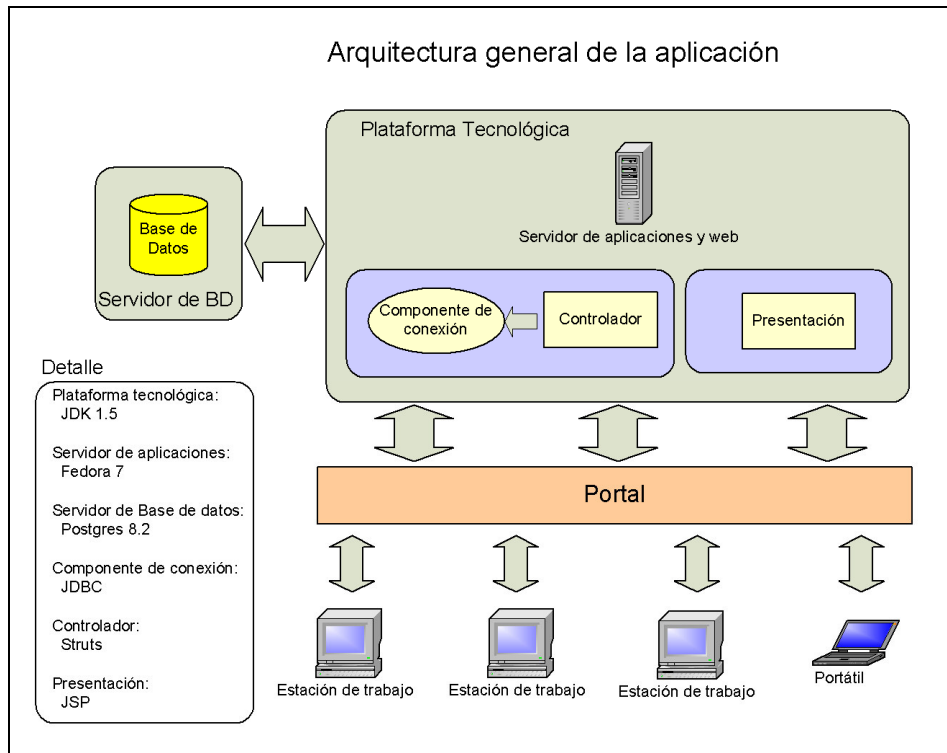 Arquitectura general de la aplicación
Plataforma Tecnológica
Servidor de aplicaciones y web
Base de
Datos
Servidor de BD
Componente de
conexión
Controlador
Presentación
Detalle
Plataforma tecnológica:
JDK 1.5
Servidor de aplicaciones:
Fedora 7
Servidor de Base de datos:
Postgres 8.2
Componente de conexión:
JDBC
Controlador:
Struts
Presentación:
JSP
Portal
Estación de trabajo
Estación de trabajo
Estación de trabajo
Portátil